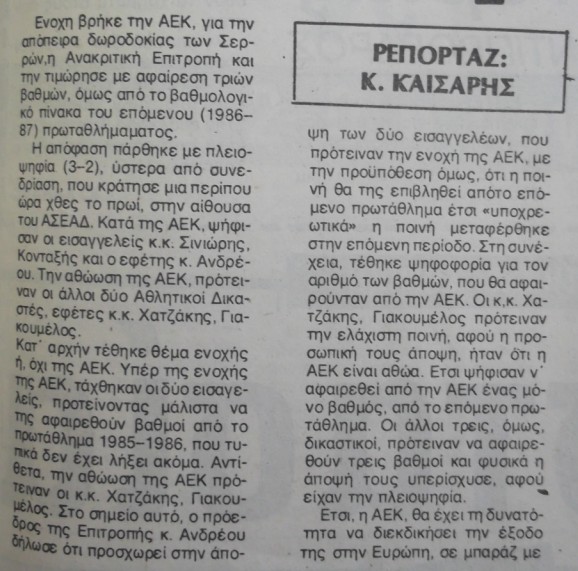 Ενοχη βρήκε την ΑΕΚ, για την
απόπειρα δωροδοκίας των Σερ-
ρών,η Ανακριτική Επιτροπή και
την τιμώρησε με αφαίρεση τριών
βαθμών, όμως από το βαθμολογι-
κό πίνακα του επόμενου (1986-
87) πρωταθλήμαματος.
Η απόφαση πάρθηκε με πλειο-
ψηφία (3-2), ύστερα από συνε-
δρίαση, που κράτησε μια περίπου
ώρα χθες το πρωί, στην αίθουσα
του ΑΣΕΑΔ. Κατά της ΑΕΚ, ψήφι-
σαν οι εισαγγελείς κ.κ. Σινιώρης,
Κονταξής και ο εφέτης κ. Ανδρέ-
ου. Την αθώωση της ΑΕΚ, πρότει-
ναν οι άλλοι δύο Αθλητικοί Δικα-
στές, εφέτες κ.κ. Χατζάκης, Για-
κουμέλος.
Κατ' αρχήν τέθηκε θέμα ενοχής
ή, όχι της ΑΕΚ. Υπέρ της ενοχής
της ΑΕΚ, τάχθηκαν οι δύο εισαγε-
λείς, προτείνοντας μάλιστα να
της αφαιρεθούν βαθμοί από το
πρωτάθλημα 1985-1986, που τυ-
πικά δεν έχει λήξει ακόμα. Αντί-
θετα, την αθώωση της ΑΕΚ πρό-
τειναν οι κ.κ. Χατζάκης, Γιακου-
μέλος. Στο σημείο αυτό, ο πρόε-
δρος της Επιτροπής κ. Ανδρέου
δήλωσε ότι προσχωρεί στην άπο-
ΡΕΠΟΡΤΑΖ:
Κ. ΚΑΙΣΑΡΗΣ
ψη των δύο εισαγγελέων, που
πρότειναν την ενοχή της ΑΕΚ, με
την προϋπόθεση όμως, ότι η ποι-
νή θα της επιβληθεί απότο επό-
μενο πρωτάθλημα έτσι «υποχρε-
ωτικά» η ποινή μεταφέρθηκε
στην επόμενη περίοδο. Στη συνέ-
χεια, τέθηκε ψηφοφορία για τον
αριθμό των βαθμών, που θα αφαι-
ρούνταν από την ΑΕΚ. Οι κ.κ. Χα-
τζάκης, Γιακουμέλος πρότειναν
την ελάχιστη ποινή, αφού η προ-
σωπική τους άποψη, ήταν ότι η
ΑΕΚ είναι αθώα. Ετσι ψήφισαν ν'
αφαιρεθεί από την ΑΕΚ ένας μό-
νο βαθμός, από το επόμενο πρω-
τάθλημα. Οι άλλοι τρεις, όμως,
δικαστικοί, πρότειναν να αφαιρε-
θούν τρεις βαθμοί και φυσικά η
άποψή τους υπερίσχυσε, αφού
είχαν την πλειοψηφία.
Ετσι, η ΑΕΚ, θα έχει τη δυνατό-
τητα να διεκδικήσει την έξοδο
της στην Ευρώπη, σε μπαράζ με